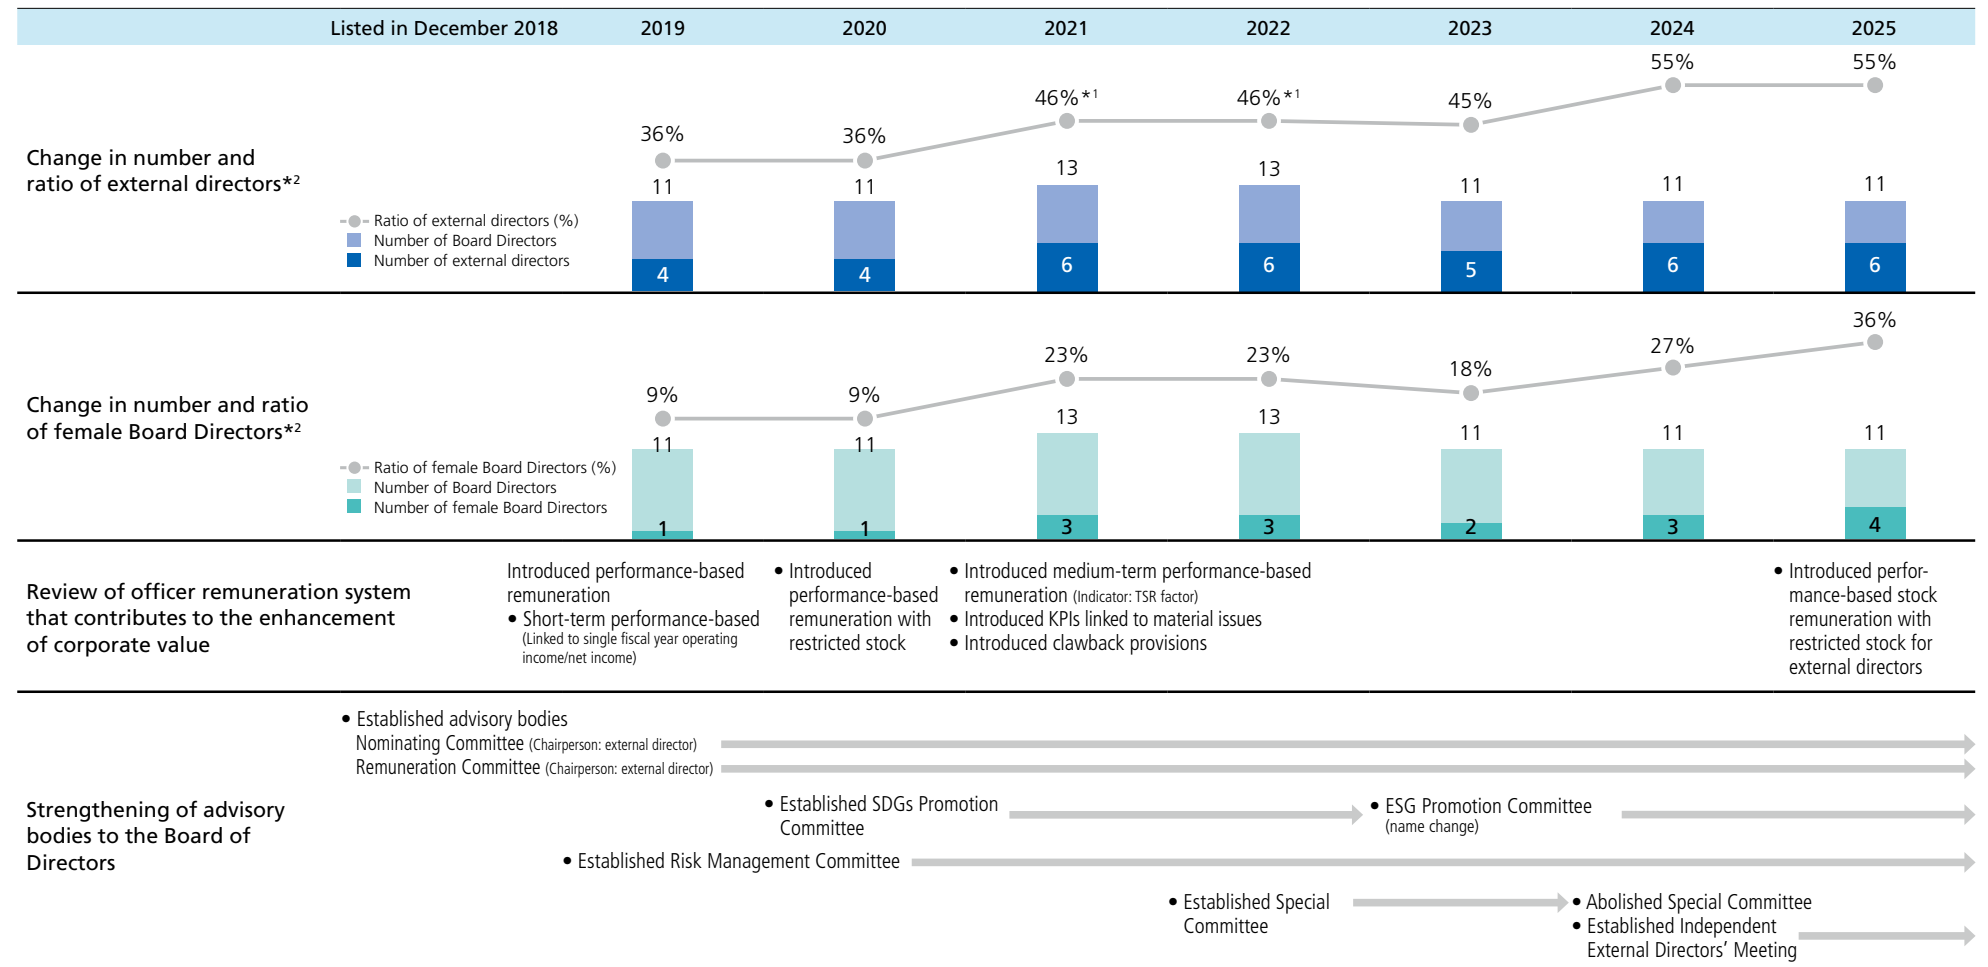 Listed in December 2018 2019 2020 2021 2022 2023 2024 2025
Change in number and
ratio of external directors*2
Ratio of external directors (%)
Number of Board Directors
Number of external directors
36% 36% 46%*1 46%*1 45% 55% 55%
11 11 13 13 11 11 11
4 4 6 6 5 6 6
Change in number and ratio
of female Board Directors*2
Ratio of female Board Directors (%)
Number of Board Directors
Number of female Board Directors
9% 9% 23% 23% 18% 27% 36%
11 11 13 13 11 11 11
1 1 3 3 2 3 4
Review of officer remuneration system
that contributes to the enhancement
of corporate value
Introduced performance-based
remuneration
• Short-term performance-based
(Linked to single fiscal year operating
income/net income)
• Introduced
performance-based
remuneration with
restricted stock
• Introduced medium-term performance-based
remuneration (Indicator: TSR factor)
• Introduced KPIs linked to material issues
• Introduced clawback provisions
• Introduced perfor-
mance-based stock
remuneration with
restricted stock for
external directors
Strengthening of advisory
bodies to the Board of
Directors
• Established advisory bodies
Nominating Committee (Chairperson: external director)
Remuneration Committee (Chairperson: external director)
• Established SDGs Promotion
Committee
• ESG Promotion Committee
(name change)
• Established Risk Management Committee
• Established Special
Committee
• Abolished Special Committee
• Established Independent
External Directors' Meeting